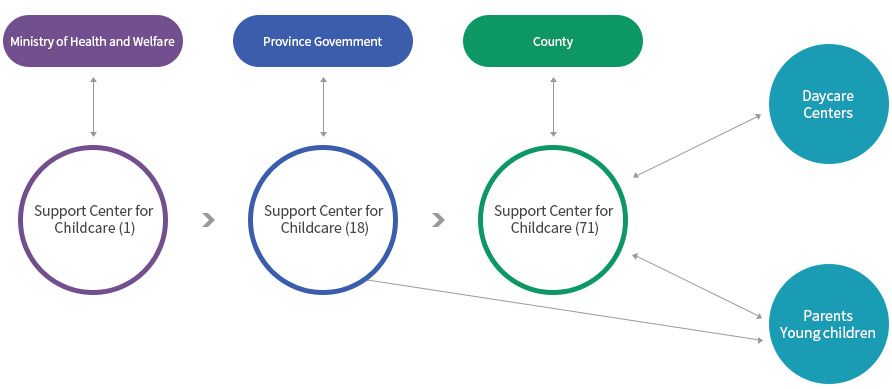 Ministry of Health and Welfare
Province Government
County
Daycare
Centers
Support Center for
Childcare (1)
Support Center for
Childcare (18)
Support Center for
Childcare (71)
Parents
Young children